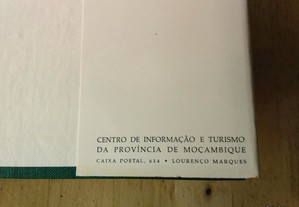 CENTRO DE INFORMAÇÃO E TURISMO
DA PROVÍNCIA DE MOÇAMBIQUE
CAIXA POSTAL, 614 • LOURENÇO MARQUES